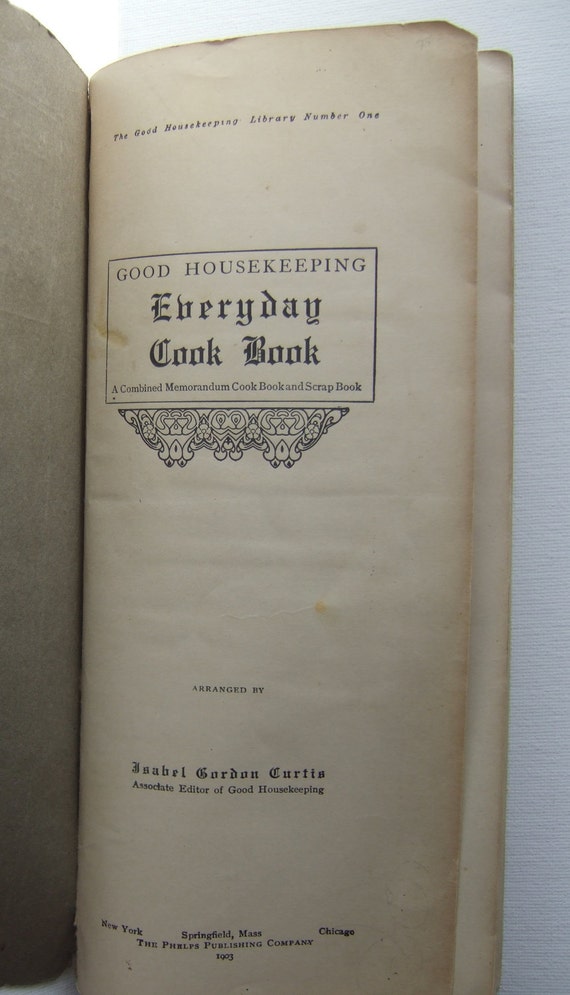 The Good Housekeeping Library Number One
GOOD HOUSEKEEPING
Everyday
Cook Book
A Combined Memorandum Cook Book and Scrap Book
ARRANGED BY
Isabel Gordon Curtis
Associate Editor of Good Housekeeping
New York Springfield, Mass Chicago
THE PHELPS PUBLISHING COMPANY
1903